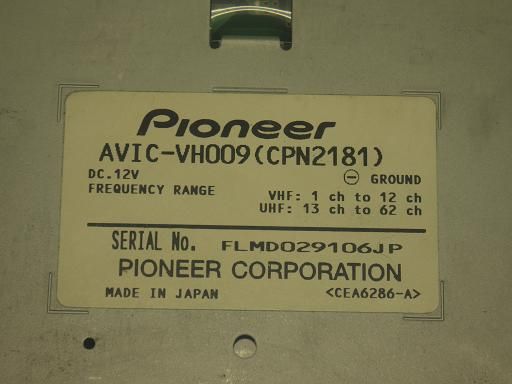 Pioneer
AVIC-VH009(CPN2181)
DC.12V
⊖ GROUND
FREQUENCY RANGE
VHF: 1 ch to 12 ch
UHF: 13 ch to 62 ch
SERIAL No. FLMD029106JP
PIONEER CORPORATION
MADE IN JAPAN <CEA6286-A>